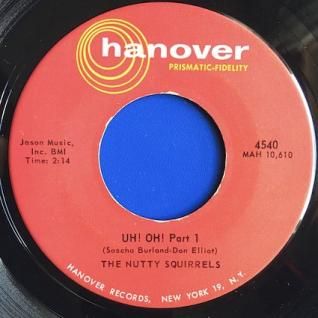 hanover
PRISMATIC-FIDELITY
Jason Music,
Inc. BMI
Time: 2:14
4540
MAH 10,610
UH! OH! Part 1
(Sascha Burland-Don Elliot)
THE NUTTY SQUIRRELS
HANOVER RECORDS, NEW YORK 19, N.Y.